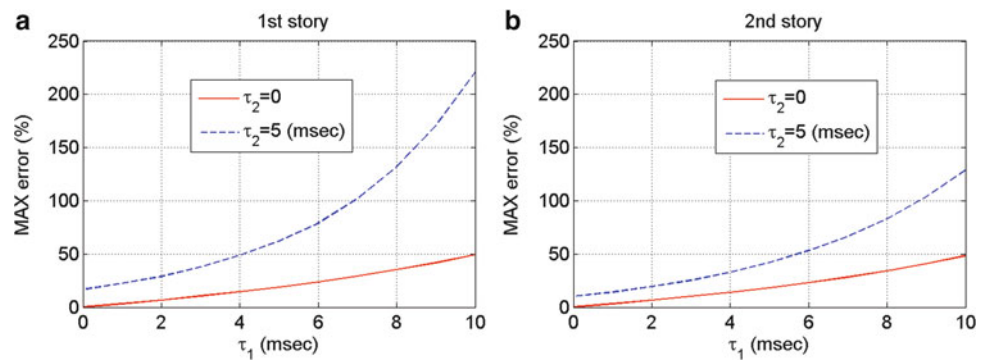 a
1st story
MAX error (%)
250
200
150
100
50
0
τ₂=0
τ₂=5 (msec)
0 2 4 6 8 10
τ₁ (msec)
b
2nd story
MAX error (%)
250
200
150
100
50
0
τ₂=0
τ₂=5 (msec)
0 2 4 6 8 10
τ₁ (msec)